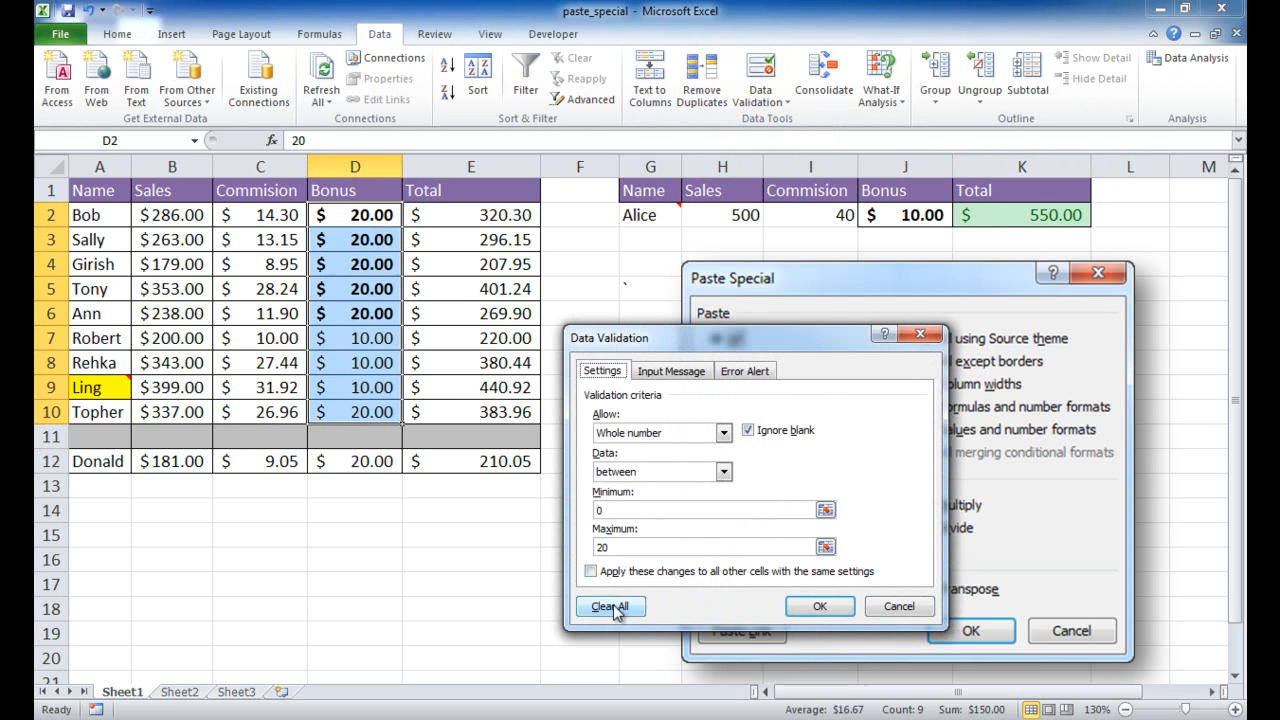 paste_special - Microsoft Excel
File Home Insert Page Layout Formulas Data Review View Developer
From Access
From Web
From Text
From Other Sources
Existing Connections
Refresh All
Connections
Properties
Edit Links
Sort
Filter
Clear
Reapply
Advanced
Text to Columns
Remove Duplicates
Data Validation
Consolidate
What-If Analysis
Group
Ungroup
Subtotal
Show Detail
Hide Detail
Data Analysis
Get External Data Connections Sort & Filter Data Tools Outline Analysis
D2 fx 20
A B C D E F G H I J K L M
1 Name Sales Commision Bonus Total Name Sales Commision Bonus Total
2 Bob $286.00 $ 14.30 $ 20.00 $ 320.30 Alice 500 40 $ 10.00 $ 550.00
3 Sally $263.00 $ 13.15 $ 20.00 $ 296.15
4 Girish $179.00 $ 8.95 $ 20.00 $ 207.95
5 Tony $353.00 $ 28.24 $ 20.00 $ 401.24 `
6 Ann $238.00 $ 11.90 $ 20.00 $ 269.90
7 Robert $200.00 $ 10.00 $ 10.00 $ 220.00
8 Rehka $343.00 $ 27.44 $ 10.00 $ 380.44
9 Ling $399.00 $ 31.92 $ 10.00 $ 440.92
10 Topher $337.00 $ 26.96 $ 20.00 $ 383.96
11
12 Donald $181.00 $ 9.05 $ 20.00 $ 210.05
13
14
15
16
17
18
19
20
21
Paste Special
Paste
using Source theme
except borders
olumn widths
ormulas and number formats
alues and number formats
merging conditional formats
ultiply
vide
ranspose
Paste Link OK Cancel
Data Validation
Settings Input Message Error Alert
Validation criteria
Allow:
Whole number Ignore blank
Data:
between
Minimum:
0
Maximum:
20
Apply these changes to all other cells with the same settings
Clear All OK Cancel
Sheet1 Sheet2 Sheet3
Ready Average: $16.67 Count: 9 Sum: $150.00 130%